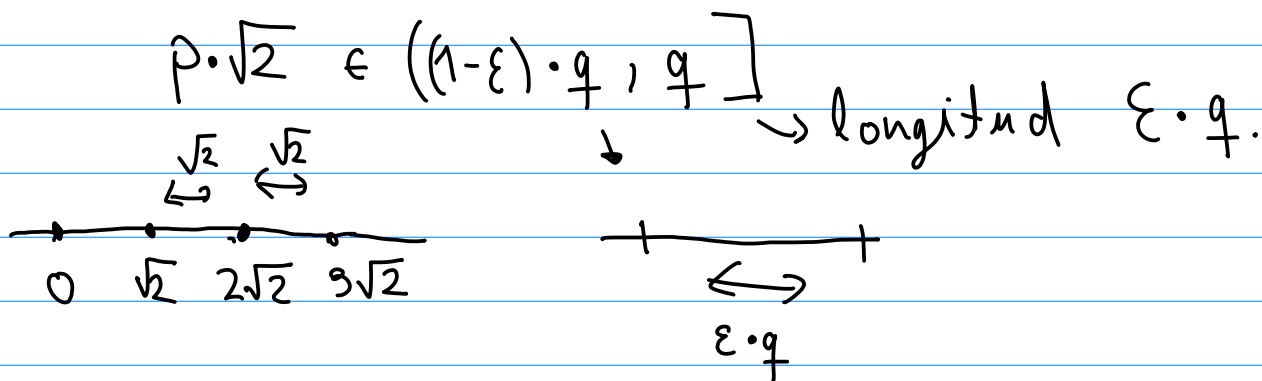 p·√2 ∈ ((1-ε)·q, q]
→ longitud ε·q.
√2 √2
0 √2 2√2 3√2
ε·q